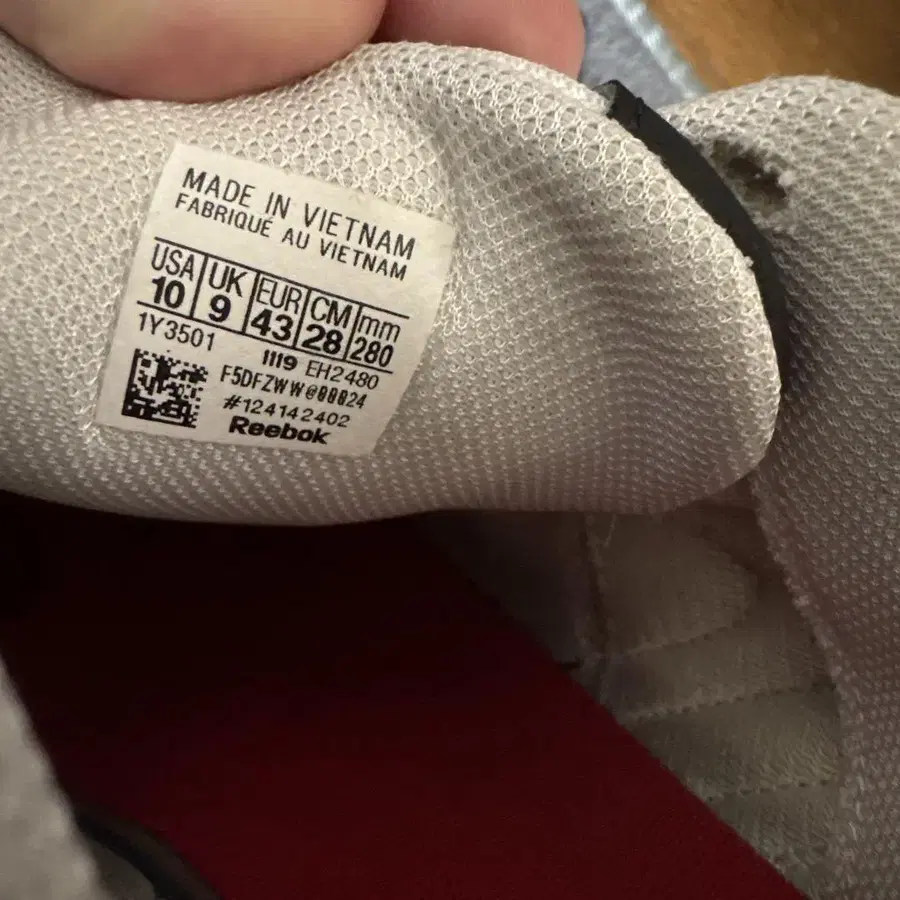 MADE IN VIETNAM
FABRIQUÉ AU VIETNAM
USA UK EUR CM mm
10 9 43 28 280
1Y3501 1119 EH2480
F5DFZWW@00024
#124142402
Reebok